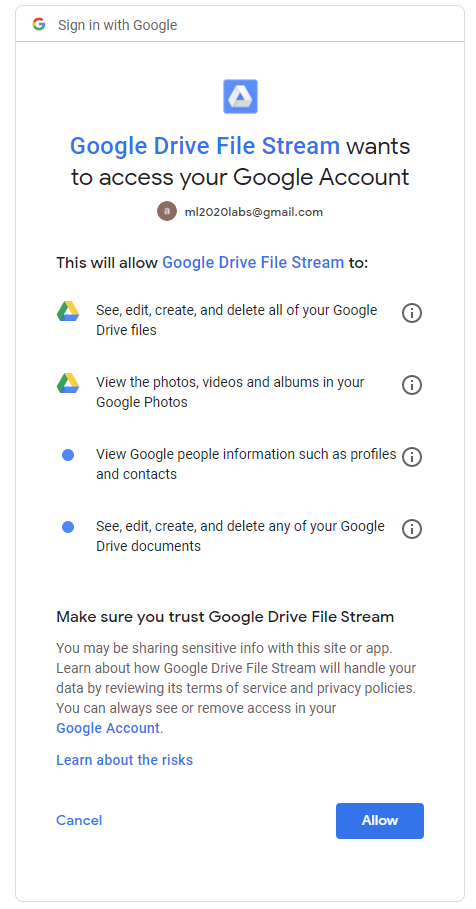 Sign in with Google
Google Drive File Stream wants
to access your Google Account
a ml2020labs@gmail.com
This will allow Google Drive File Stream to:
See, edit, create, and delete all of your Google
Drive files
View the photos, videos and albums in your
Google Photos
View Google people information such as profiles
and contacts
See, edit, create, and delete any of your Google
Drive documents
Make sure you trust Google Drive File Stream
You may be sharing sensitive info with this site or app.
Learn about how Google Drive File Stream will handle your
data by reviewing its terms of service and privacy policies.
You can always see or remove access in your
Google Account.
Learn about the risks
Cancel Allow